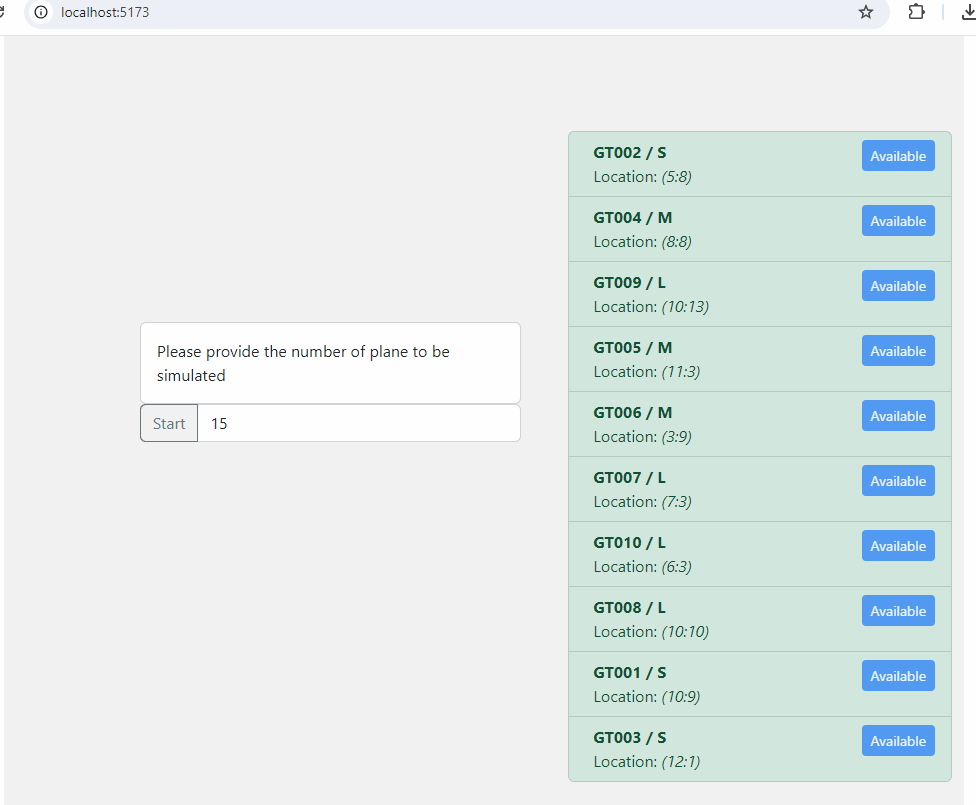 localhost:5173
Please provide the number of plane to be
simulated
Start 15
GT002 / S Available
Location: (5:8)
GT004 / M Available
Location: (8:8)
GT009 / L Available
Location: (10:13)
GT005 / M Available
Location: (11:3)
GT006 / M Available
Location: (3:9)
GT007 / L Available
Location: (7:3)
GT010 / L Available
Location: (6:3)
GT008 / L Available
Location: (10:10)
GT001 / S Available
Location: (10:9)
GT003 / S Available
Location: (12:1)